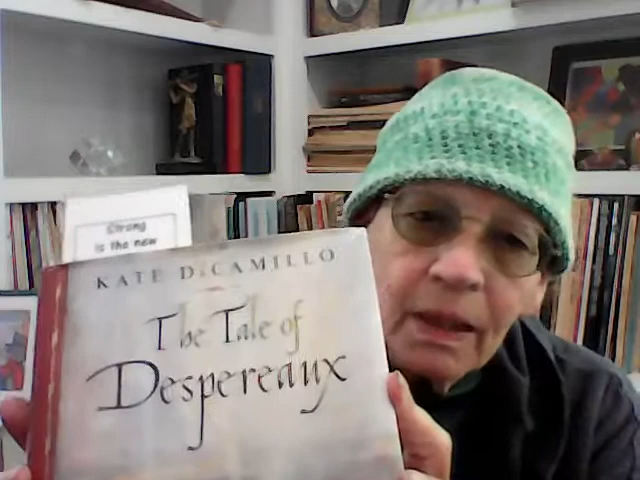 Strong
is the new
KATE DiCAMILLO
The Tale of
Despereaux